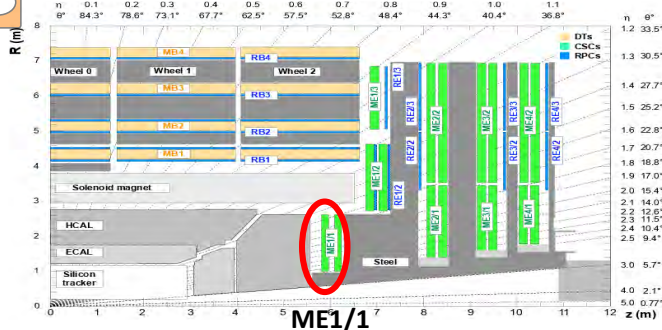 η 0.1 0.2 0.3 0.4 0.5 0.6 0.7 0.8 0.9 1.0 1.1 η θ°
θ° 84.3° 78.6° 73.1° 67.7° 62.5° 57.5° 52.8° 48.4° 44.3° 40.4° 36.8° 1.2 33.5°
R (m)
8
7
6
5
4
3
2
1
0
DTs
CSCs
RPCs
MB4
RB4
Wheel 0
Wheel 1
Wheel 2
MB3
RB3
MB2
RB2
MB1
RB1
Solenoid magnet
HCAL
ECAL
Silicon
tracker
Steel
ME1/3
RE1/3
ME1/2
RE1/2
ME1/1
RE2/3
ME2/2
RE2/2
ME2/1
ME3/2
RE3/3
RE3/2
ME3/1
ME4/2
RE4/3
RE4/2
ME4/1
1.3 30.5°
1.4 27.7°
1.5 25.2°
1.6 22.8°
1.7 20.7°
1.8 18.8°
1.9 17.0°
2.0 15.4°
2.1 14.0°
2.2 12.6°
2.3 11.5°
2.4 10.4°
2.5 9.4°
3.0 5.7°
4.0 2.1°
5.0 0.77°
0 1 2 3 4 5 6 7 8 9 10 11 12 z (m)
ME1/1